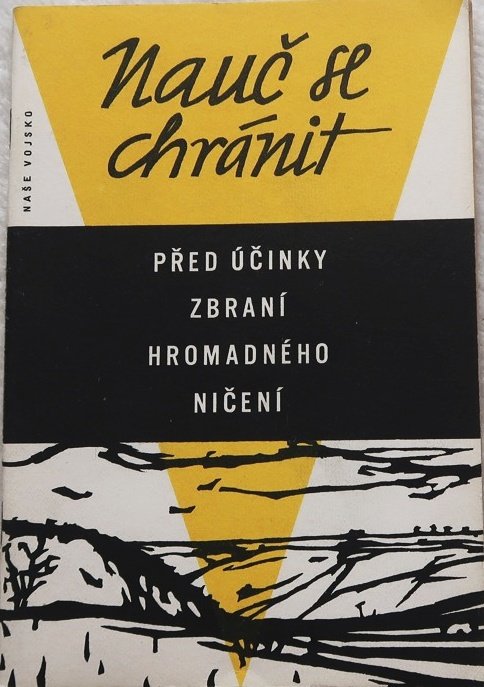 Nauč se
chránit
NAŠE VOJSKO
PŘED ÚČINKY
ZBRANÍ
HROMADNÉHO
NIČENÍ